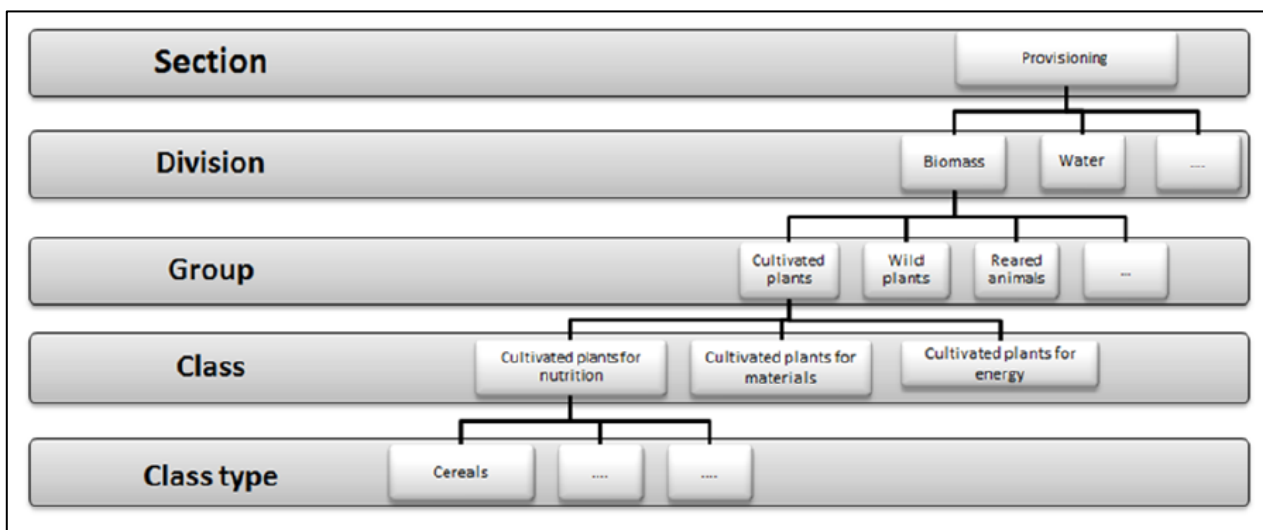 Section
Provisioning
Division
Biomass
Water
....
Group
Cultivated
plants
Wild
plants
Reared
animals
...
Class
Cultivated plants for
nutrition
Cultivated plants for
materials
Cultivated plants for
energy
Class type
Cereals
....
....